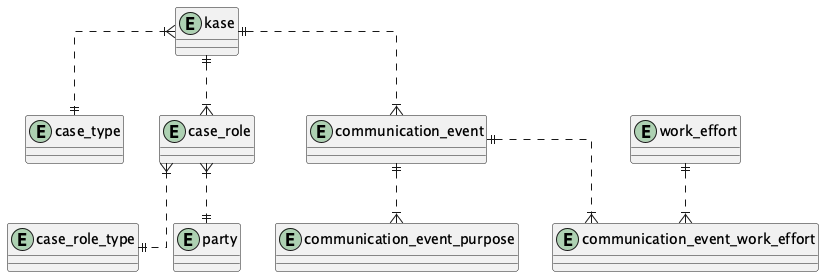 E kase
E case_type
E case_role
E communication_event
E work_effort
E case_role_type
E party
E communication_event_purpose
E communication_event_work_effort